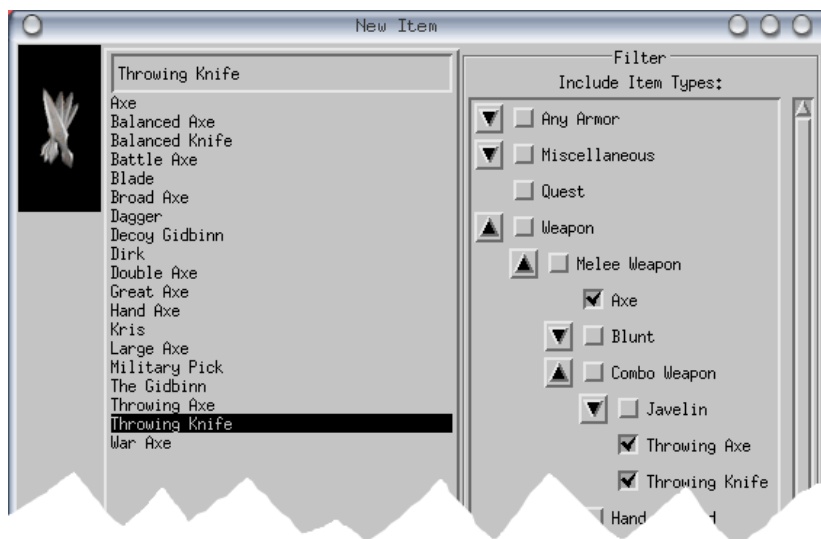 New Item
Throwing Knife
Axe
Balanced Axe
Balanced Knife
Battle Axe
Blade
Broad Axe
Dagger
Decoy Gidbinn
Dirk
Double Axe
Great Axe
Hand Axe
Kris
Large Axe
Military Pick
The Gidbinn
Throwing Axe
Throwing Knife
War Axe
Filter
Include Item Types:
Any Armor
Miscellaneous
Quest
Weapon
Melee Weapon
Axe
Blunt
Combo Weapon
Javelin
Throwing Axe
Throwing Knife
Hand